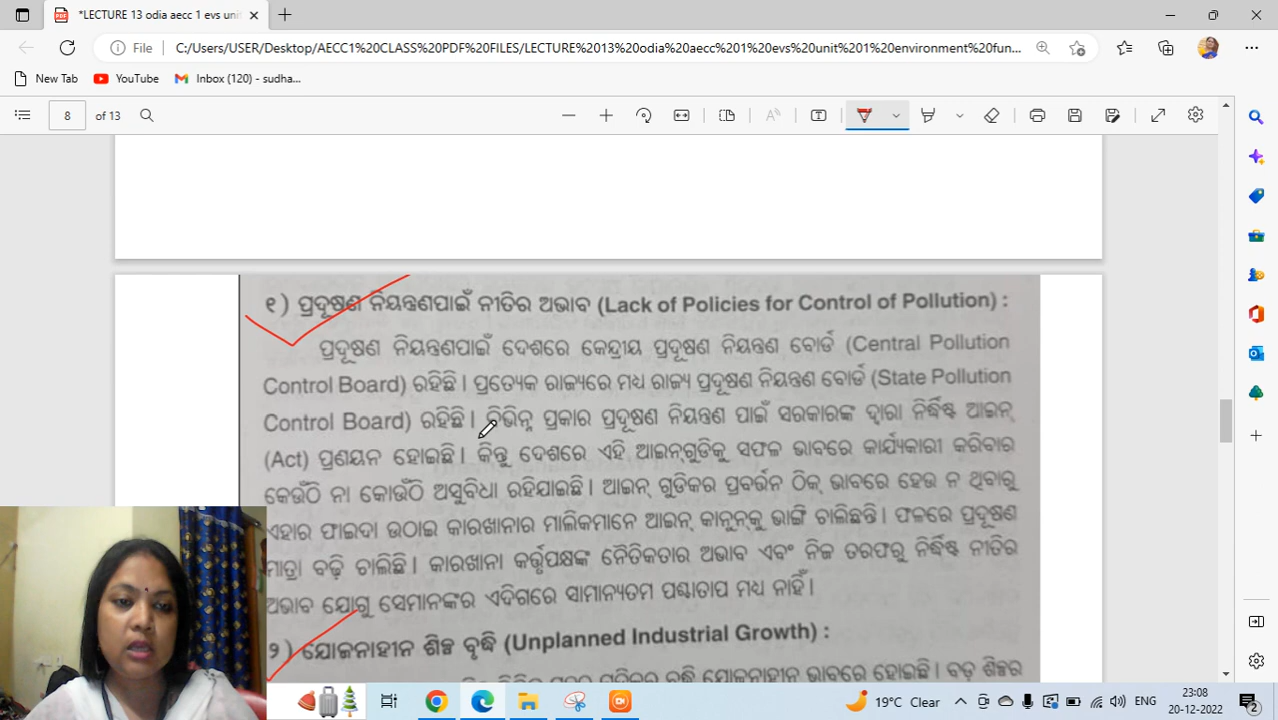 *LECTURE 13 odia aecc 1 evs uni
File C:/Users/USER/Desktop/AECC1%20CLASS%20PDF%20FILES/LECTURE%2013%20odia%20aecc%201%20evs%20unit%201%20environment%20fun...
New Tab YouTube Inbox (120) - sudha...
8 of 13
୧) ପ୍ରଦୂଷଣ ନିୟନ୍ତ୍ରଣପାଇଁ ନୀତିର ଅଭାବ (Lack of Policies for Control of Pollution) :
ପ୍ରଦୂଷଣ ନିୟନ୍ତ୍ରଣପାଇଁ ଦେଶରେ କେନ୍ଦ୍ରୀୟ ପ୍ରଦୂଷଣ ନିୟନ୍ତ୍ରଣ ବୋର୍ଡ (Central Pollution
Control Board) ରହିଛି। ପ୍ରତ୍ୟେକ ରାଜ୍ୟରେ ମଧ୍ୟ ରାଜ୍ୟ ପ୍ରଦୂଷଣ ନିୟନ୍ତ୍ରଣ ବୋର୍ଡ (State Pollution
Control Board) ରହିଛି। ବିଭିନ୍ନ ପ୍ରକାର ପ୍ରଦୂଷଣ ନିୟନ୍ତ୍ରଣ ପାଇଁ ସରକାରଙ୍କ ଦ୍ୱାରା ନିର୍ଦ୍ଧିଷ୍ଟ ଆଇନ୍
(Act) ପ୍ରଣୟନ ହୋଇଛି। କିନ୍ତୁ ଦେଶରେ ଏହି ଆଇନ୍‌ଗୁଡିକୁ ସଫଳ ଭାବରେ କାର୍ଯ୍ୟକାରୀ କରିବାର
କେଉଁଠି ନା କୋଉଁଠି ଅସୁବିଧା ରହିଯାଇଛି। ଆଇନ୍ ଗୁଡିକର ପ୍ରବର୍ତ୍ତନ ଠିକ୍ ଭାବରେ ହେଉ ନ ଥିବାରୁ
ଏହାର ଫାଇଦା ଉଠାଇ କାରଖାନାର ମାଲିକମାନେ ଆଇନ୍ କାନୁନ୍‌କୁ ଭାଙ୍ଗି ଚାଲିଛନ୍ତି। ଫଳରେ ପ୍ରଦୂଷଣ
ମାତ୍ରା ବଢ଼ି ଚାଲିଛି। କାରଖାନା କର୍ତ୍ତୃପକ୍ଷଙ୍କ ନୈତିକତାର ଅଭାବ ଏବଂ ନିଜ ତରଫରୁ ନିର୍ଦ୍ଧିଷ୍ଟ ନୀତିର
ଅଭାବ ଯୋଗୁ ସେମାନଙ୍କର ଏଦିଗରେ ସାମାନ୍ୟତମ ପଶ୍ଚାତାପ ମଧ୍ୟ ନାହିଁ।
୨) ଯୋଜନାହୀନ ଶିଳ୍ପ ବୃଦ୍ଧି (Unplanned Industrial Growth) :
ବୃଦ୍ଧି ଯୋଜନାହୀନ ଭାବରେ ହୋଇଛି। ବଡ଼ ଶିଳ୍ପର
19°C Clear
23:08
20-12-2022
2